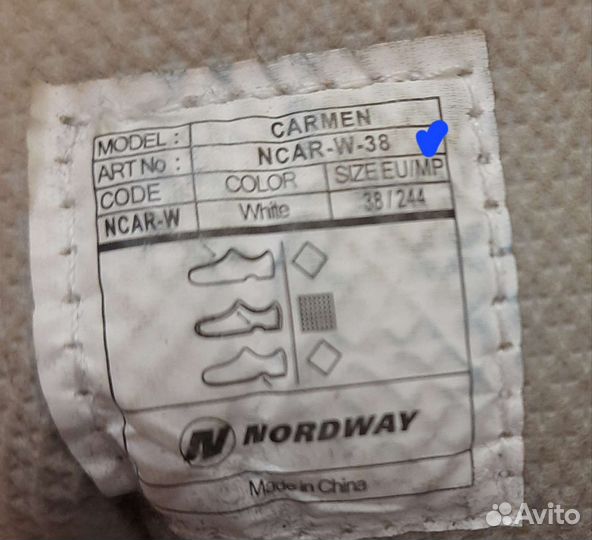 MODEL : CARMEN
ART No : NCAR-W-38
CODE COLOR SIZE EU/MP
NCAR-W White 38/244
N NORDWAY
Made in China
Avito